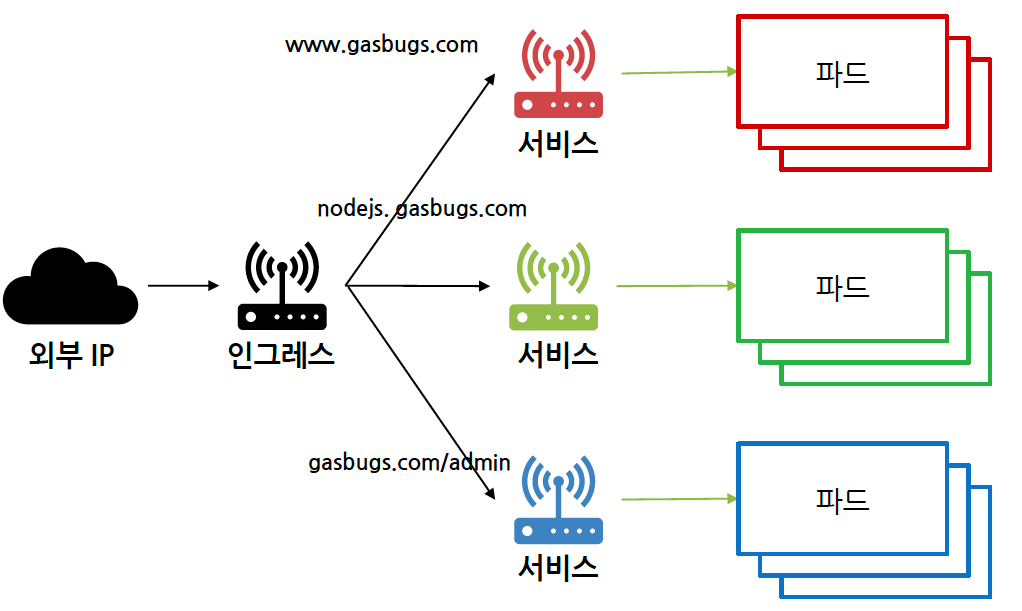 www.gasbugs.com
서비스
파드
nodejs. gasbugs.com
외부 IP
인그레스
서비스
파드
gasbugs.com/admin
서비스
파드